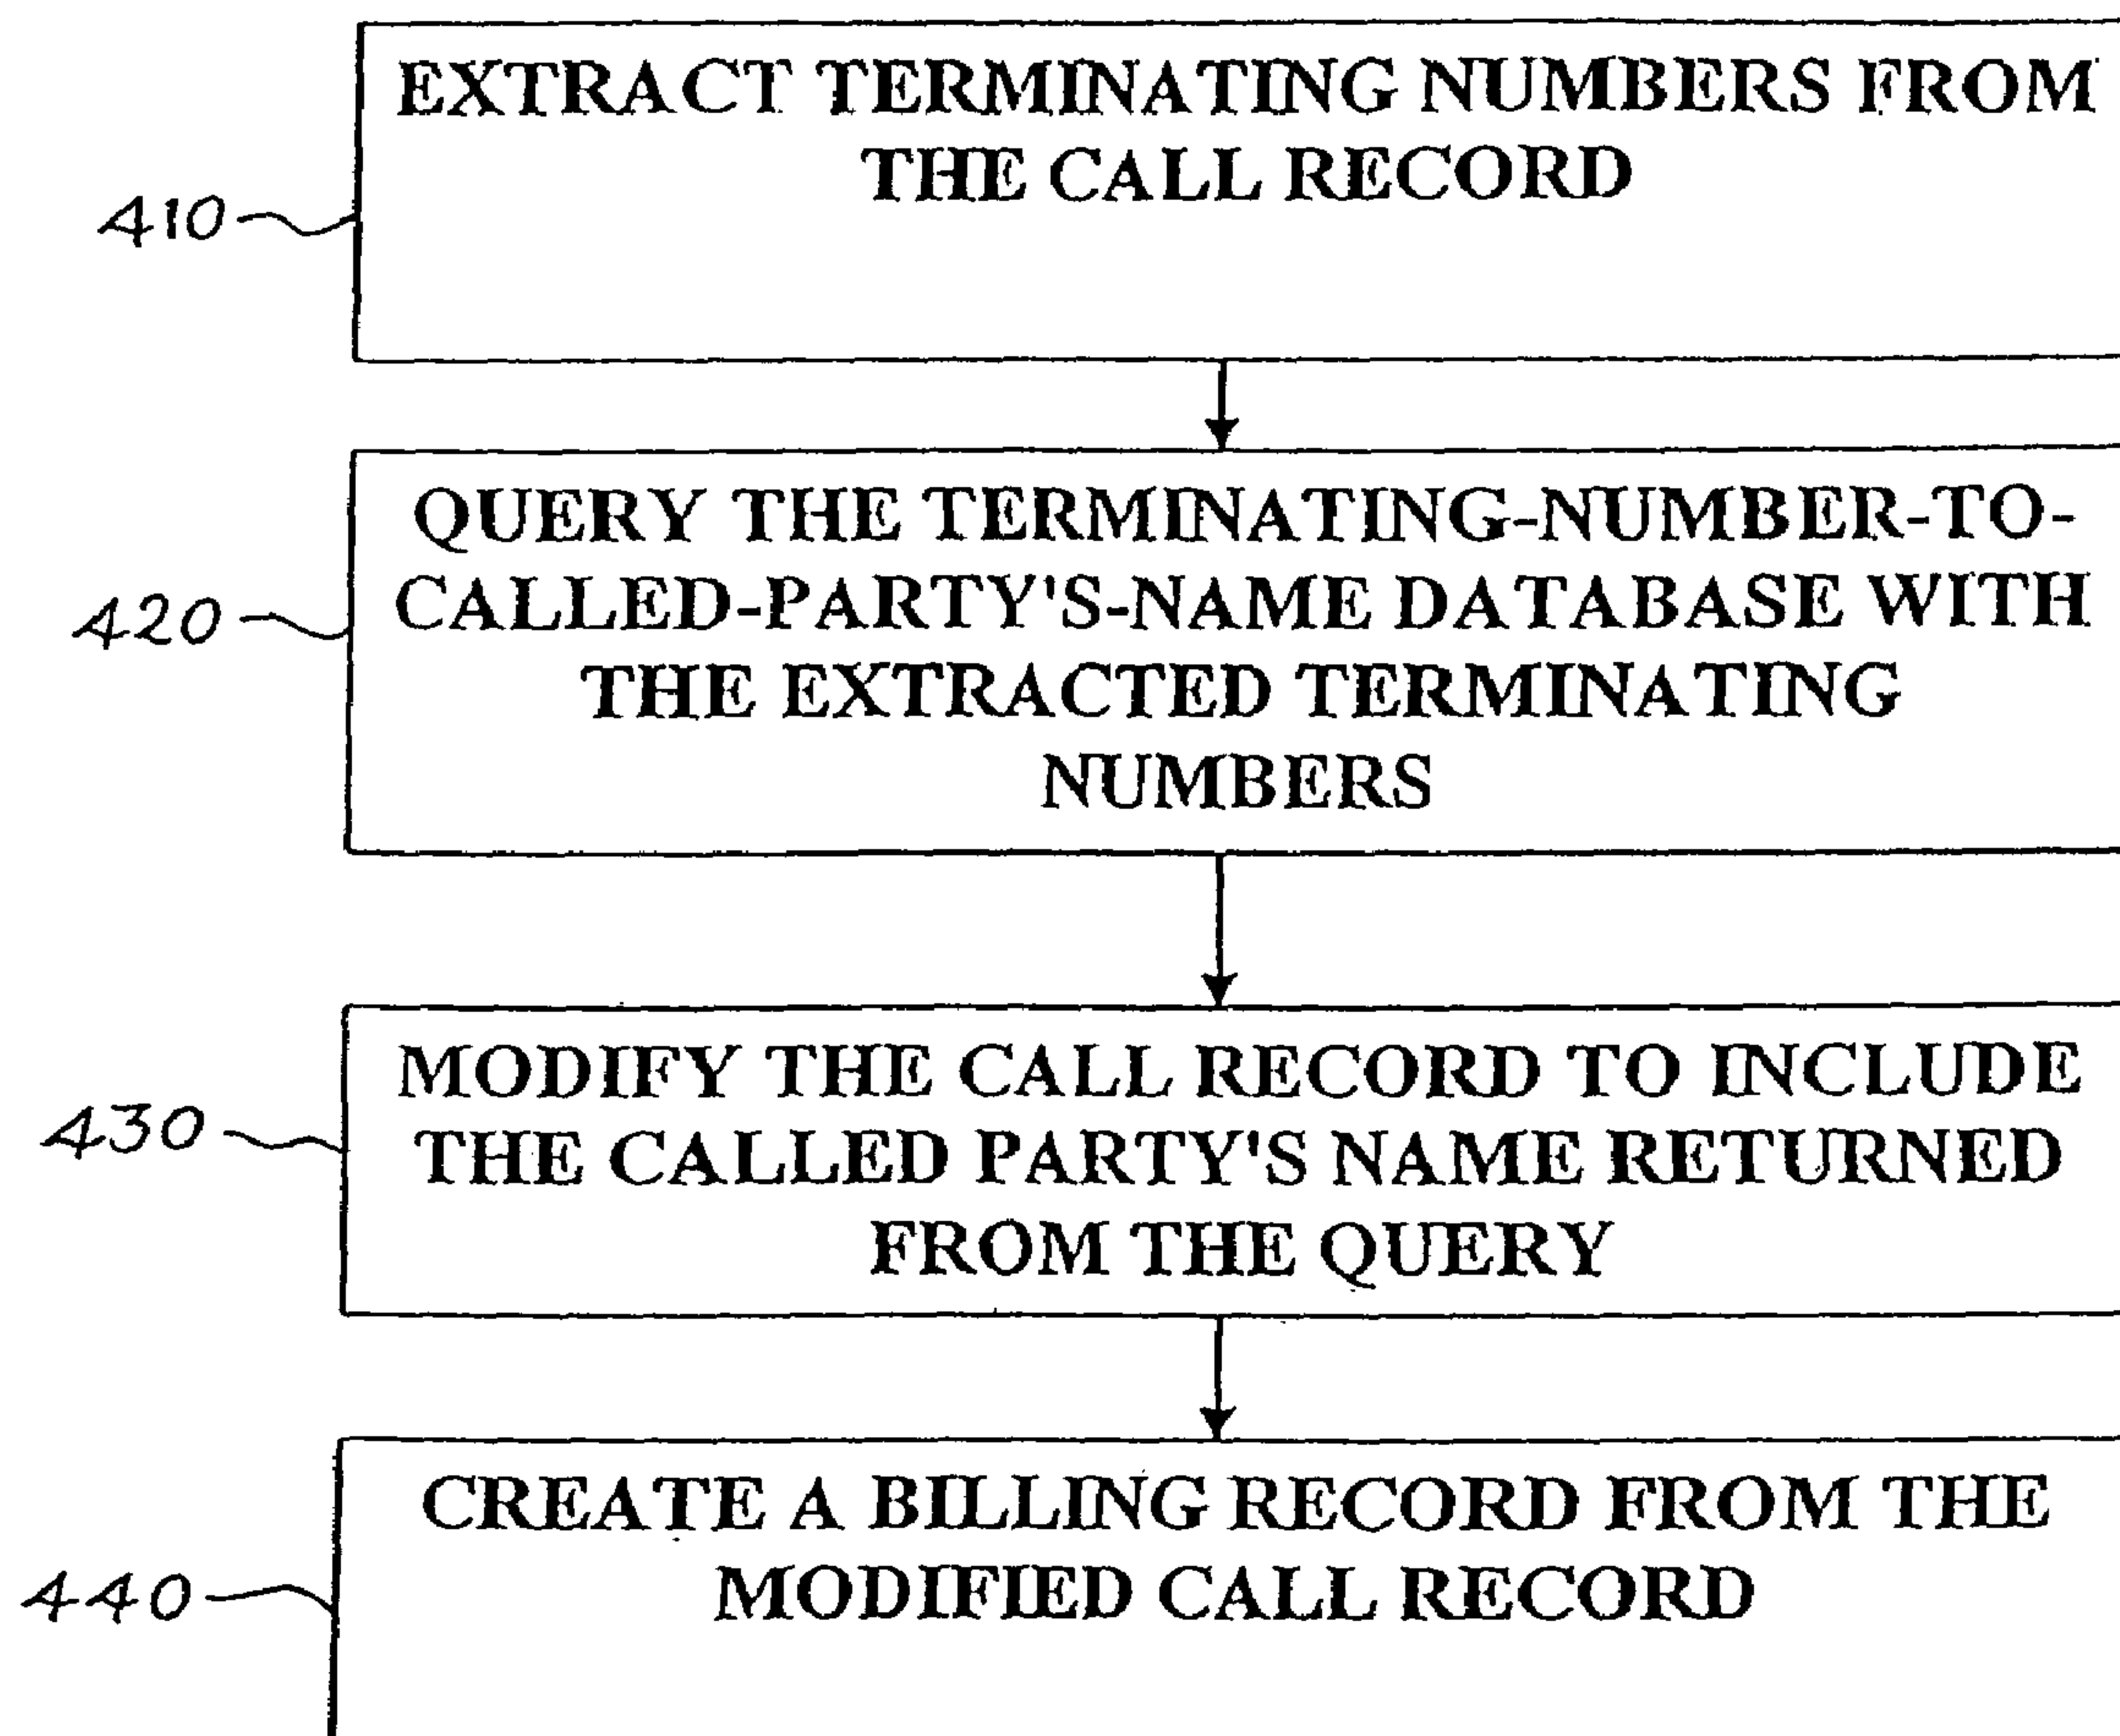 EXTRACT TERMINATING NUMBERS FROM
THE CALL RECORD
410
QUERY THE TERMINATING-NUMBER-TO-
CALLED-PARTY'S-NAME DATABASE WITH
THE EXTRACTED TERMINATING
NUMBERS
420
MODIFY THE CALL RECORD TO INCLUDE
THE CALLED PARTY'S NAME RETURNED
FROM THE QUERY
430
CREATE A BILLING RECORD FROM THE
MODIFIED CALL RECORD
440